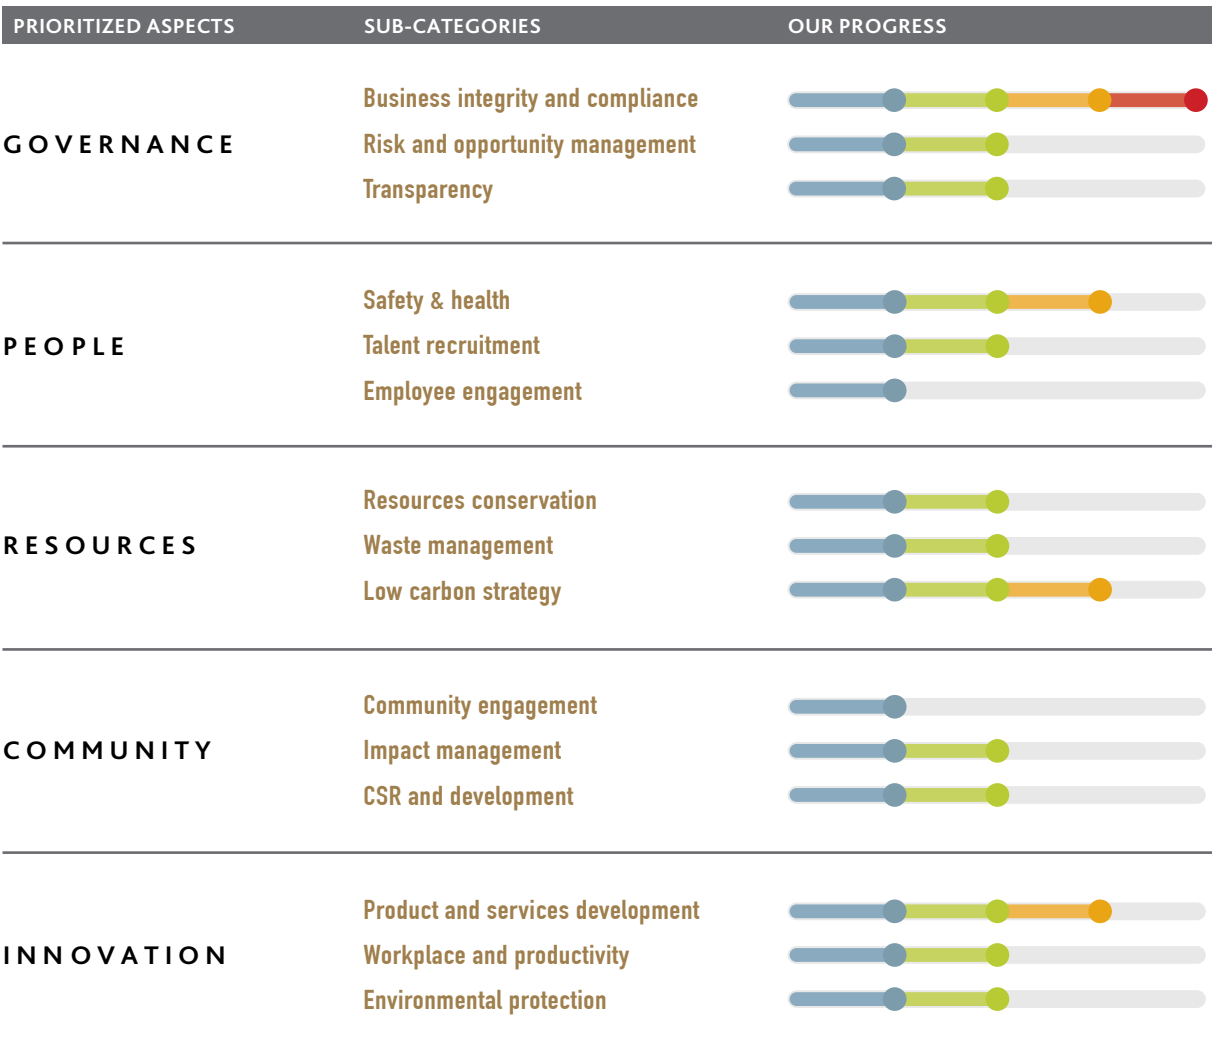 PRIORITIZED ASPECTS SUB-CATEGORIES OUR PROGRESS
GOVERNANCE
Business integrity and compliance
Risk and opportunity management
Transparency
PEOPLE
Safety & health
Talent recruitment
Employee engagement
RESOURCES
Resources conservation
Waste management
Low carbon strategy
COMMUNITY
Community engagement
Impact management
CSR and development
INNOVATION
Product and services development
Workplace and productivity
Environmental protection